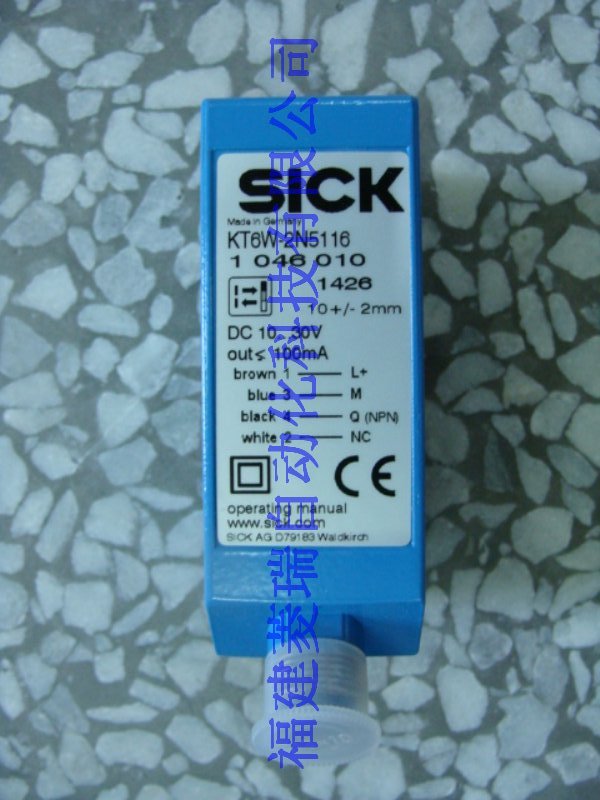 SICK
Made in Germany
KT6W-2N5116
1 046 010
1426
10+/- 2mm
DC 10...30V
out≤ 100mA
brown 1 L+
blue 3 M
black 4 Q (NPN)
white 2 NC
CE
operating manual
www.sick.com
SICK AG D79183 Waldkirch
福建菱瑞自动化科技有限公司